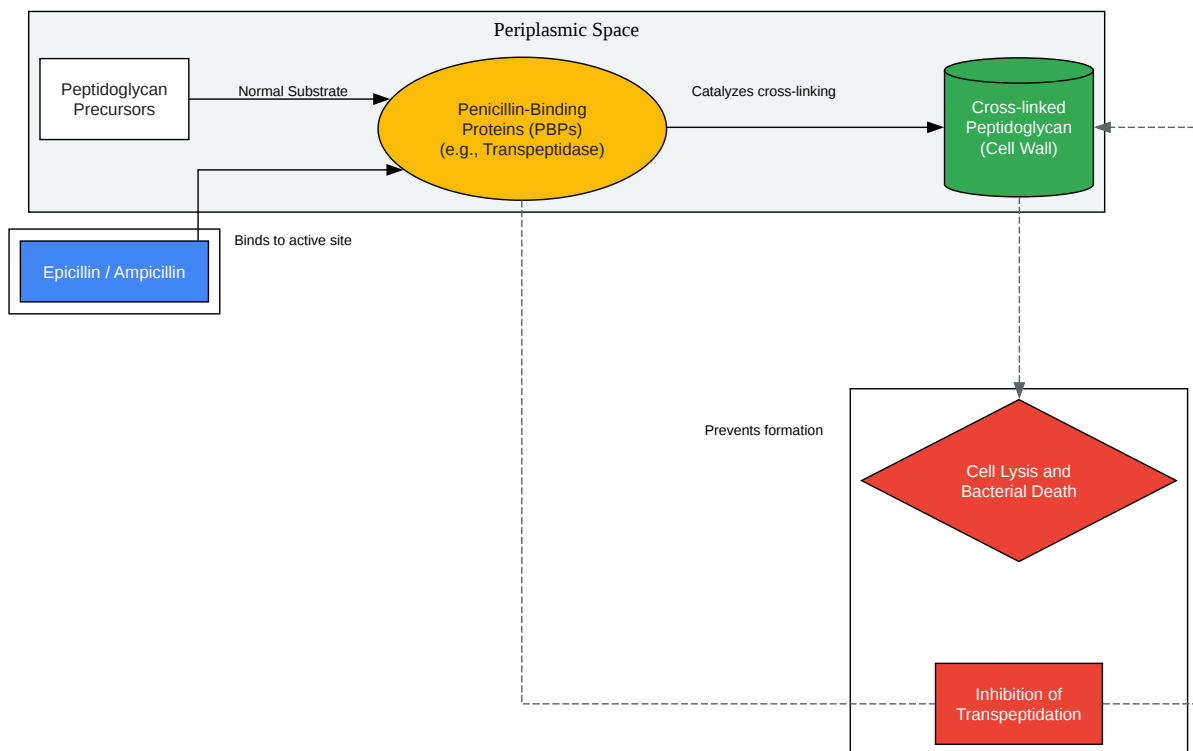 Periplasmic Space
Peptidoglycan
Precursors
Normal Substrate
Penicillin-Binding
Proteins (PBPs)
(e.g., Transpeptidase)
Catalyzes cross-linking
Cross-linked
Peptidoglycan
(Cell Wall)
Binds to active site
Epicillin / Ampicillin
Prevents formation
Cell Lysis and
Bacterial Death
Inhibition of
Transpeptidation